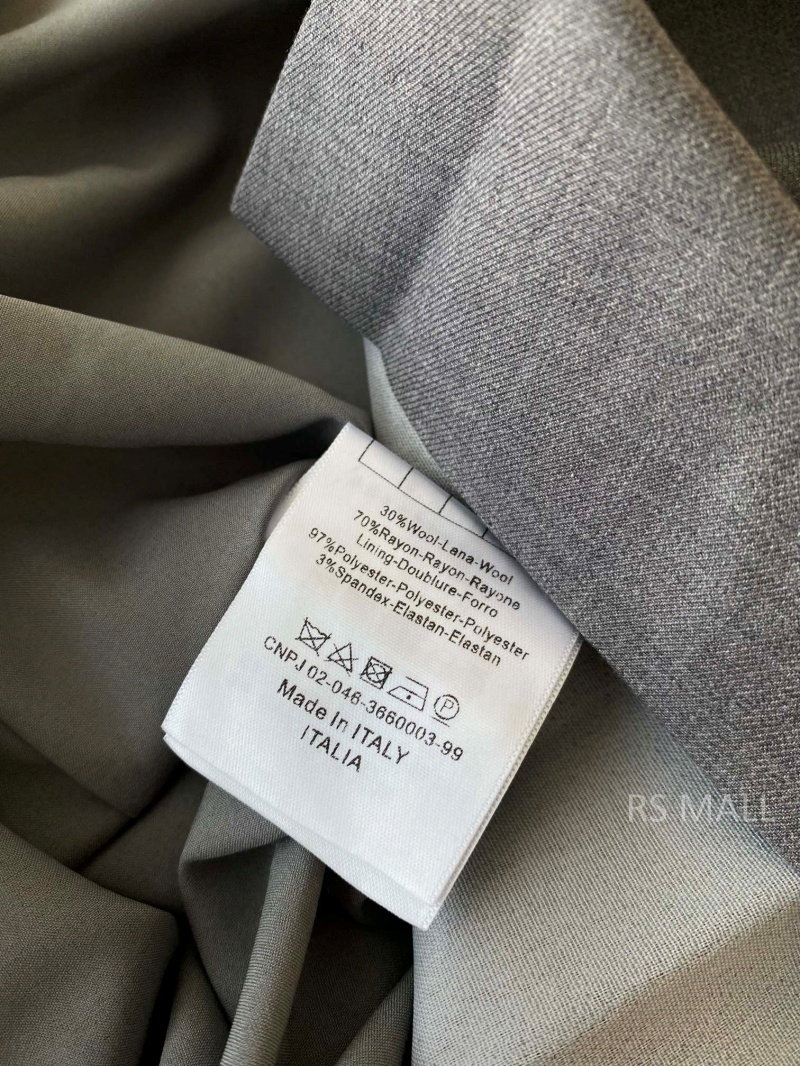 30%Wool-Lana-Wool
70%Rayon-Rayon-Rayone
Lining-Doublure-Forro
97%Polyester-Polyester-Polyester
3%Spandex-Elastan-Elastan
P
CNPJ 02-046-3660003-99
Made In ITALY
ITALIA
RS MALL